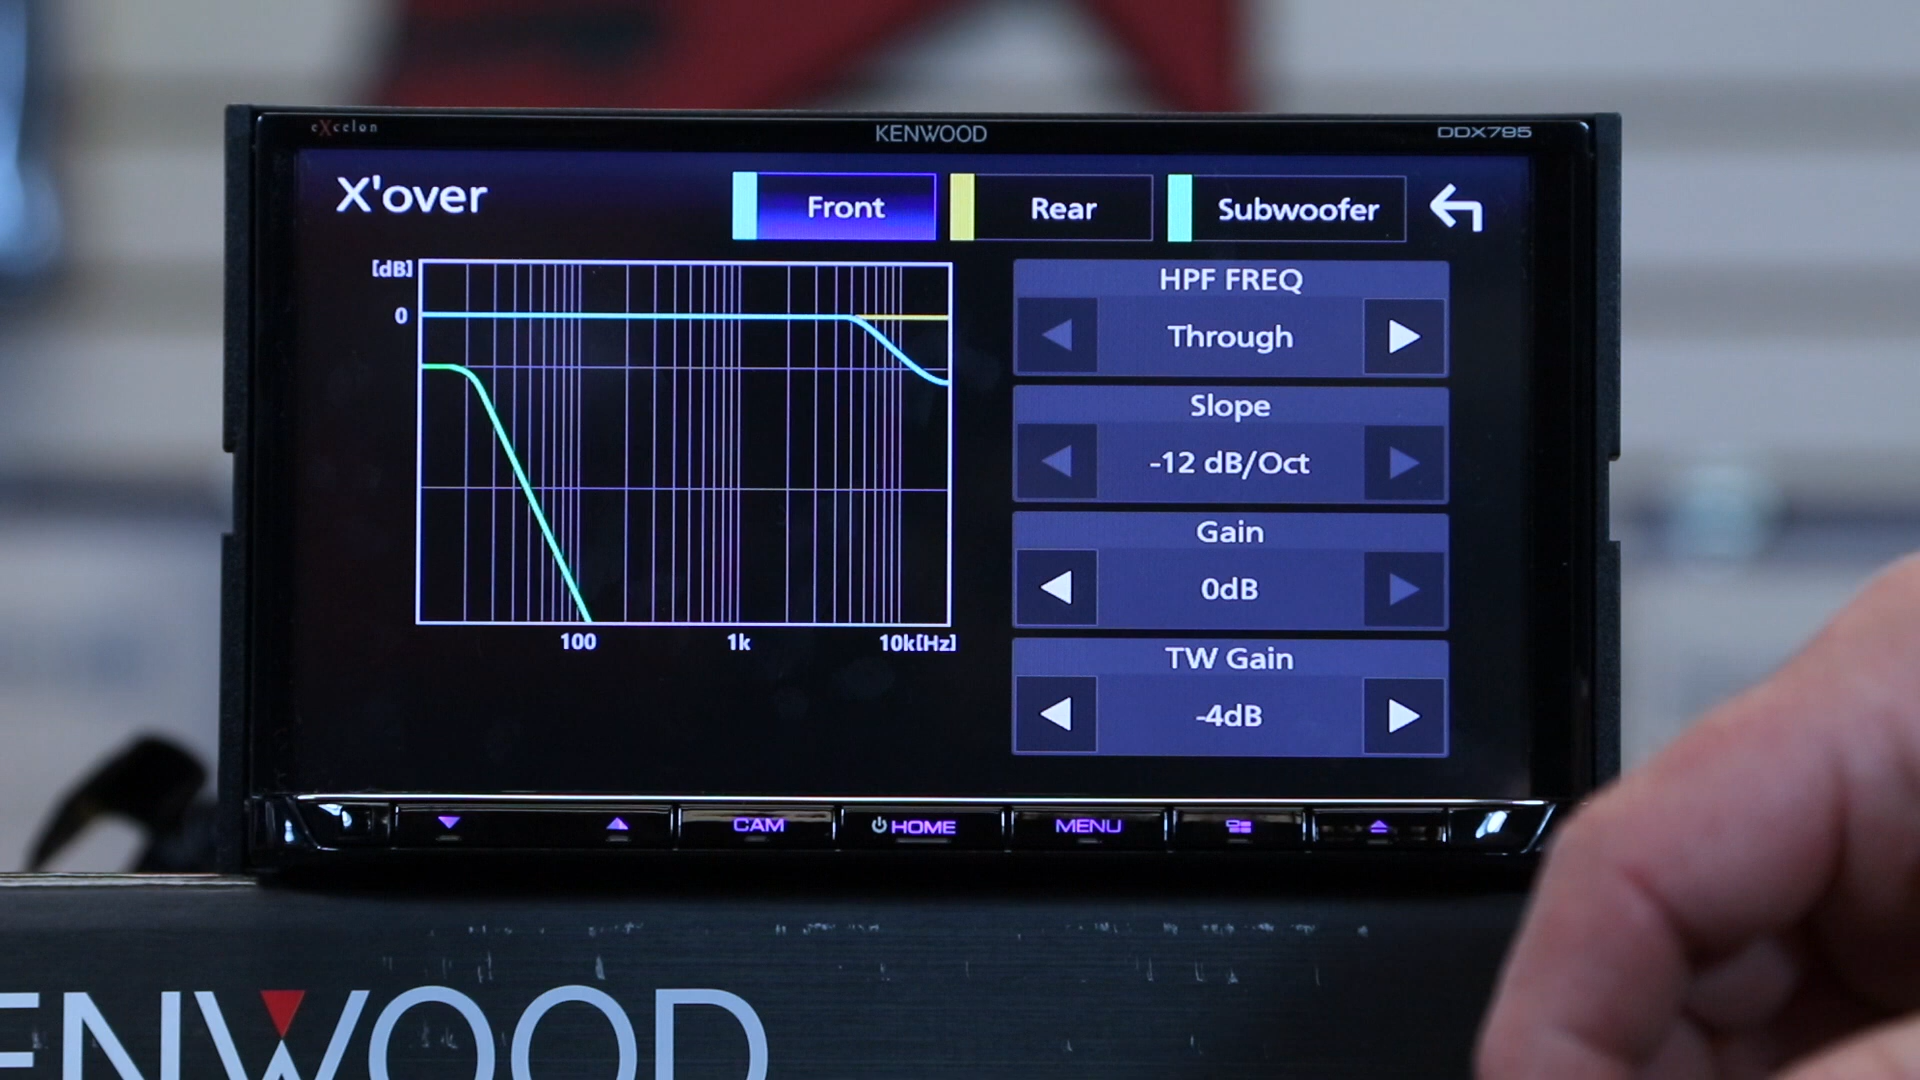 eXcelon
KENWOOD
DDX795
X'over
Front
Rear
Subwoofer
[dB]
0
100
1k
10k[Hz]
HPF FREQ
Through
Slope
-12 dB/Oct
Gain
0dB
TW Gain
-4dB
CAM
HOME
MENU
ENWOOD